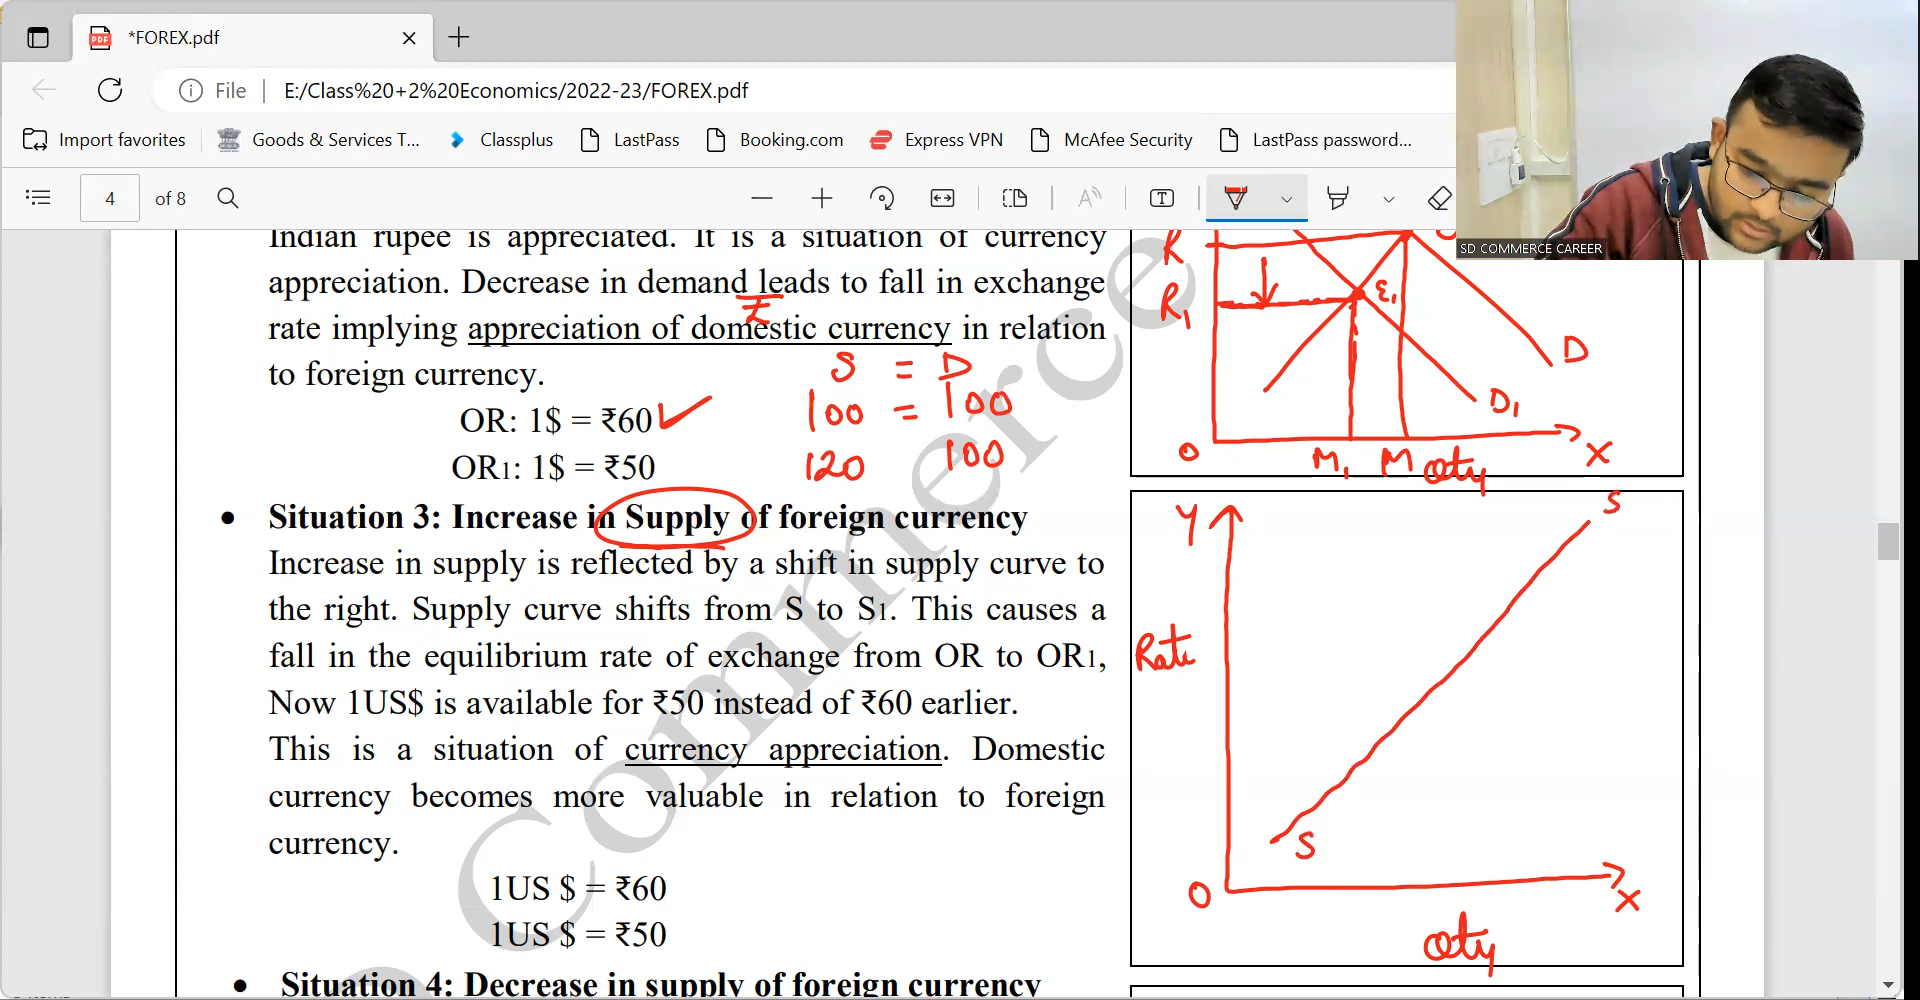 *FOREX.pdf
File
E:/Class%20+2%20Economics/2022-23/FOREX.pdf
Import favorites
Goods & Services T...
Classplus
LastPass
Booking.com
Express VPN
McAfee Security
LastPass password...
4 of 8
SD COMMERCE CAREER
Indian rupee is appreciated. It is a situation of currency
appreciation. Decrease in demand leads to fall in exchange
₹
rate implying appreciation of domestic currency in relation
to foreign currency.
S = D
OR: 1$ = ₹60
100 = 100
OR1: 1$ = ₹50
120 100
• Situation 3: Increase in Supply of foreign currency
Increase in supply is reflected by a shift in supply curve to
the right. Supply curve shifts from S to S1. This causes a
fall in the equilibrium rate of exchange from OR to OR1,
Now 1US$ is available for ₹50 instead of ₹60 earlier.
This is a situation of currency appreciation. Domestic
currency becomes more valuable in relation to foreign
currency.
1US $ = ₹60
1US $ = ₹50
• Situation 4: Decrease in supply of foreign currency
Commerce
R
E1
R1
D
D1
O M1 M Qty X
Y S
Rate
S
O X
Qty